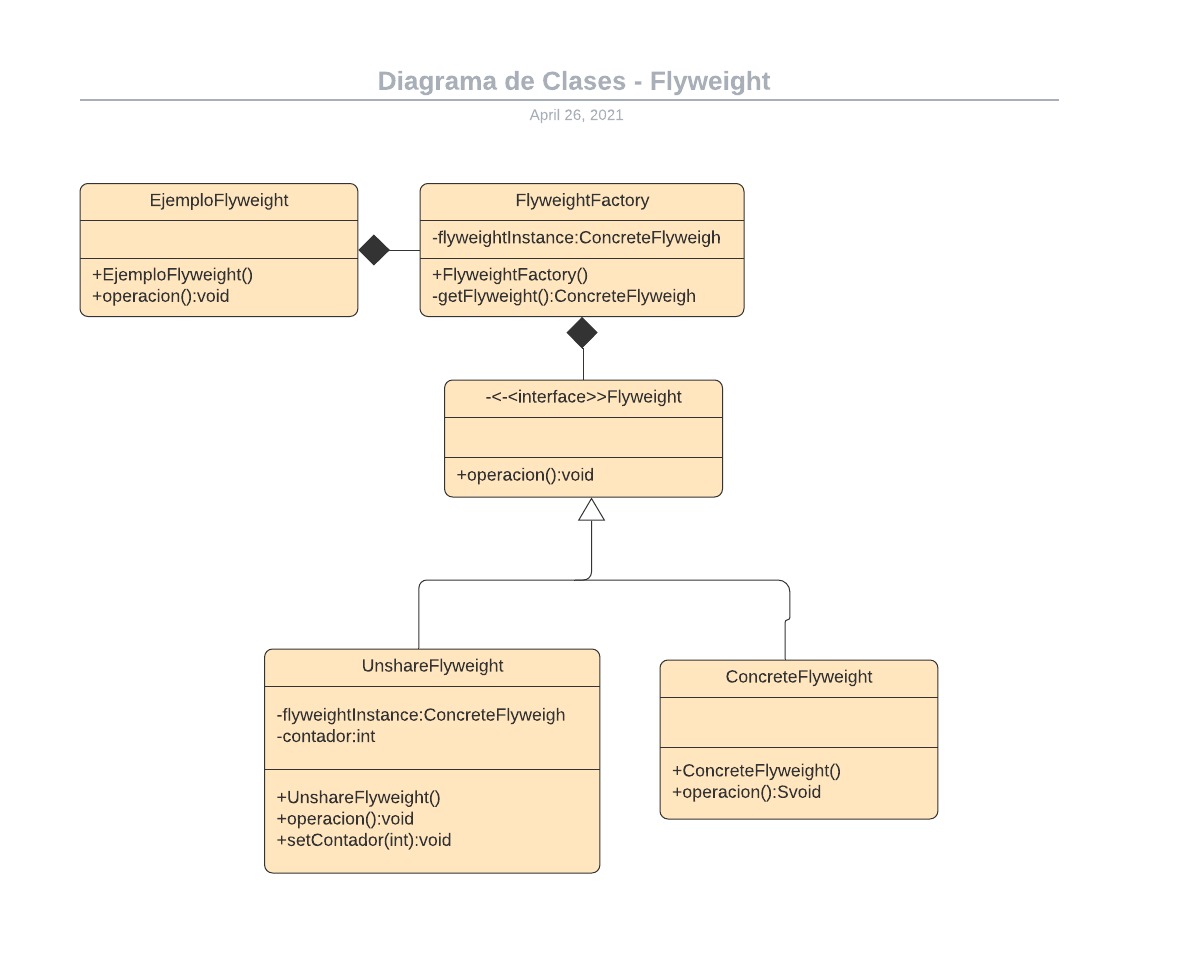 Diagrama de Clases - Flyweight
April 26, 2021
EjemploFlyweight
+EjemploFlyweight()
+operacion():void
FlyweightFactory
-flyweightInstance:ConcreteFlyweigh
+FlyweightFactory()
-getFlyweight():ConcreteFlyweigh
-<-<interface>>Flyweight
+operacion():void
UnshareFlyweight
-flyweightInstance:ConcreteFlyweigh
-contador:int
+UnshareFlyweight()
+operacion():void
+setContador(int):void
ConcreteFlyweight
+ConcreteFlyweight()
+operacion():Svoid